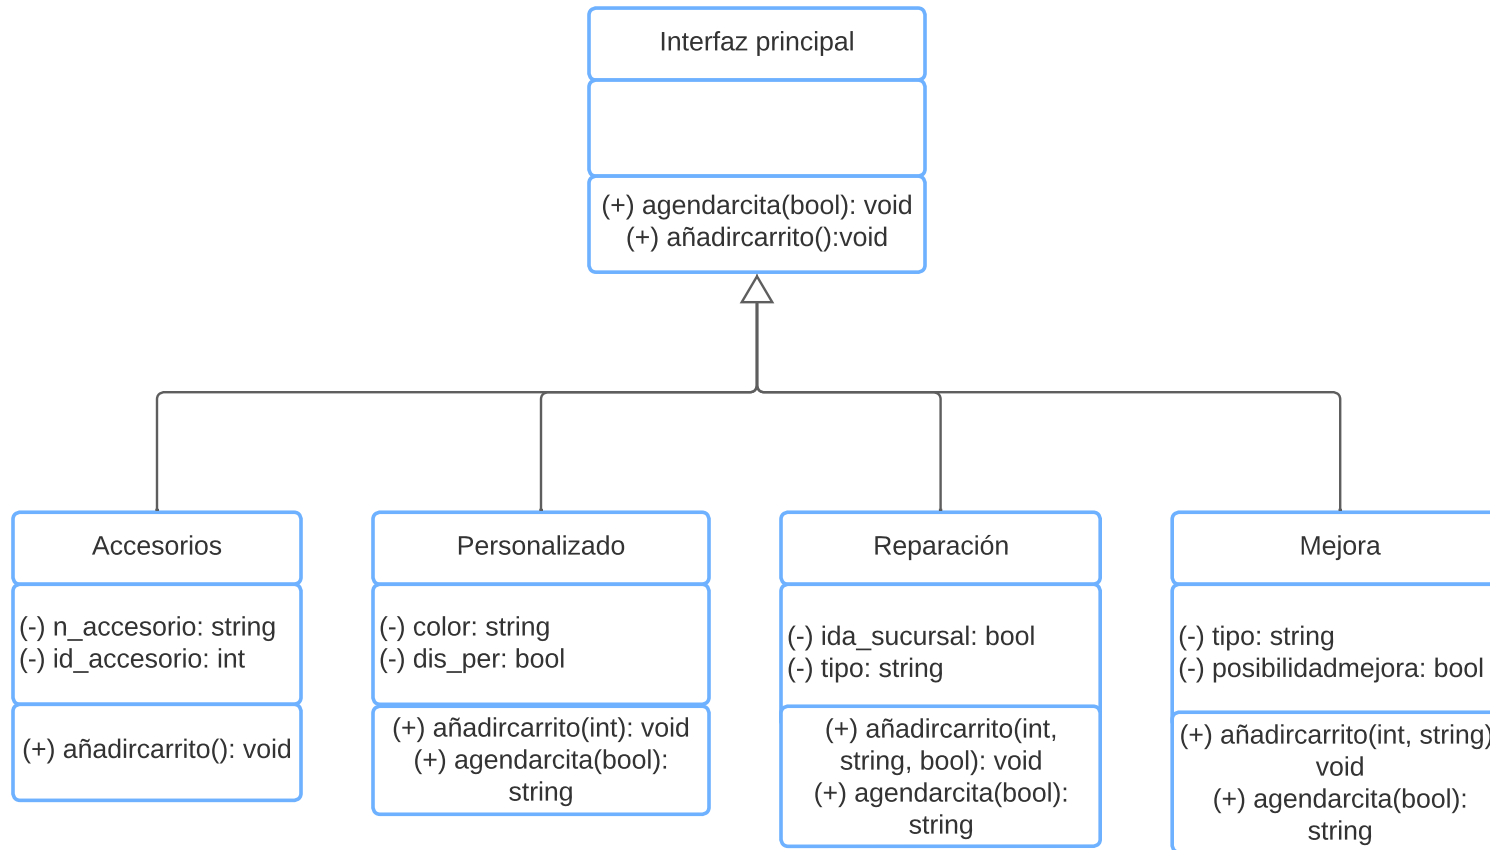 Interfaz principal
(+) agendarcita(bool): void
(+) añadircarrito():void
Accesorios
(-) n_accesorio: string
(-) id_accesorio: int
(+) añadircarrito(): void
Personalizado
(-) color: string
(-) dis_per: bool
(+) añadircarrito(int): void
(+) agendarcita(bool):
string
Reparación
(-) ida_sucursal: bool
(-) tipo: string
(+) añadircarrito(int,
string, bool): void
(+) agendarcita(bool):
string
Mejora
(-) tipo: string
(-) posibilidadmejora: bool
(+) añadircarrito(int, string)
void
(+) agendarcita(bool):
string